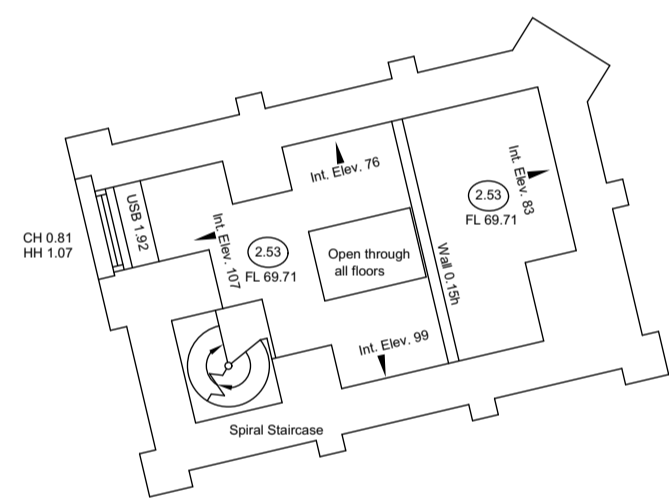 Int. Elev. 76
Int. Elev. 83
2.53
FL 69.71
USB 1.92
CH 0.81
HH 1.07
Int. Elev. 107
2.53
FL 69.71
Open through
all floors
Wall 0.15h
Int. Elev. 99
Spiral Staircase